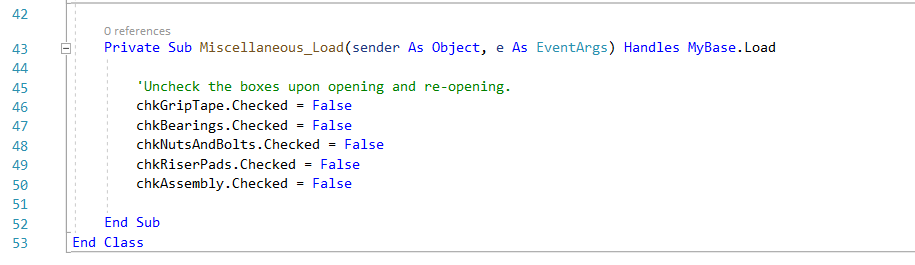 42
0 references
43 Private Sub Miscellaneous_Load(sender As Object, e As EventArgs) Handles MyBase.Load
44
45 'Uncheck the boxes upon opening and re-opening.
46 chkGripTape.Checked = False
47 chkBearings.Checked = False
48 chkNutsAndBolts.Checked = False
49 chkRiserPads.Checked = False
50 chkAssembly.Checked = False
51
52 End Sub
53 End Class